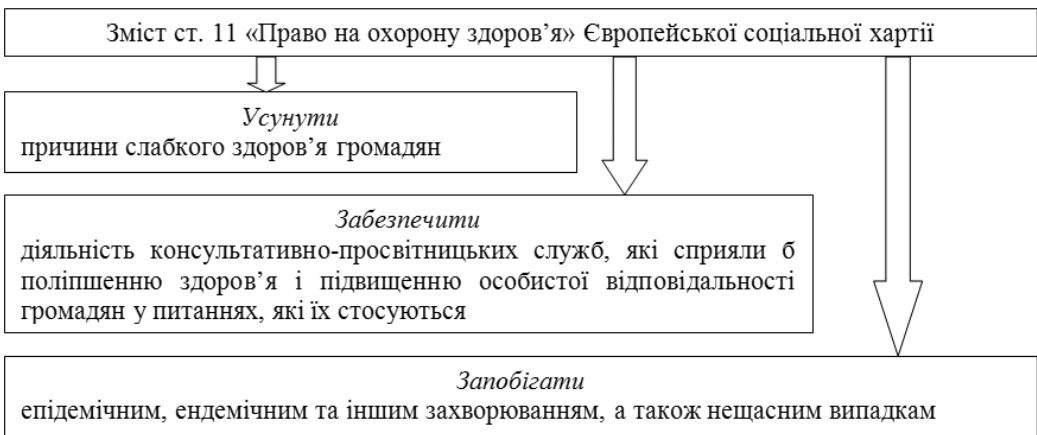 Зміст ст. 11 «Право на охорону здоров’я» Європейської соціальної хартії
Усунути
причини слабкого здоров’я громадян
Забезпечити
діяльність консультативно-просвітницьких служб, які сприяли б
поліпшенню здоров’я і підвищенню особистої відповідальності
громадян у питаннях, які їх стосуються
Запобігати
епідемічним, ендемічним та іншим захворюванням, а також нещасним випадкам